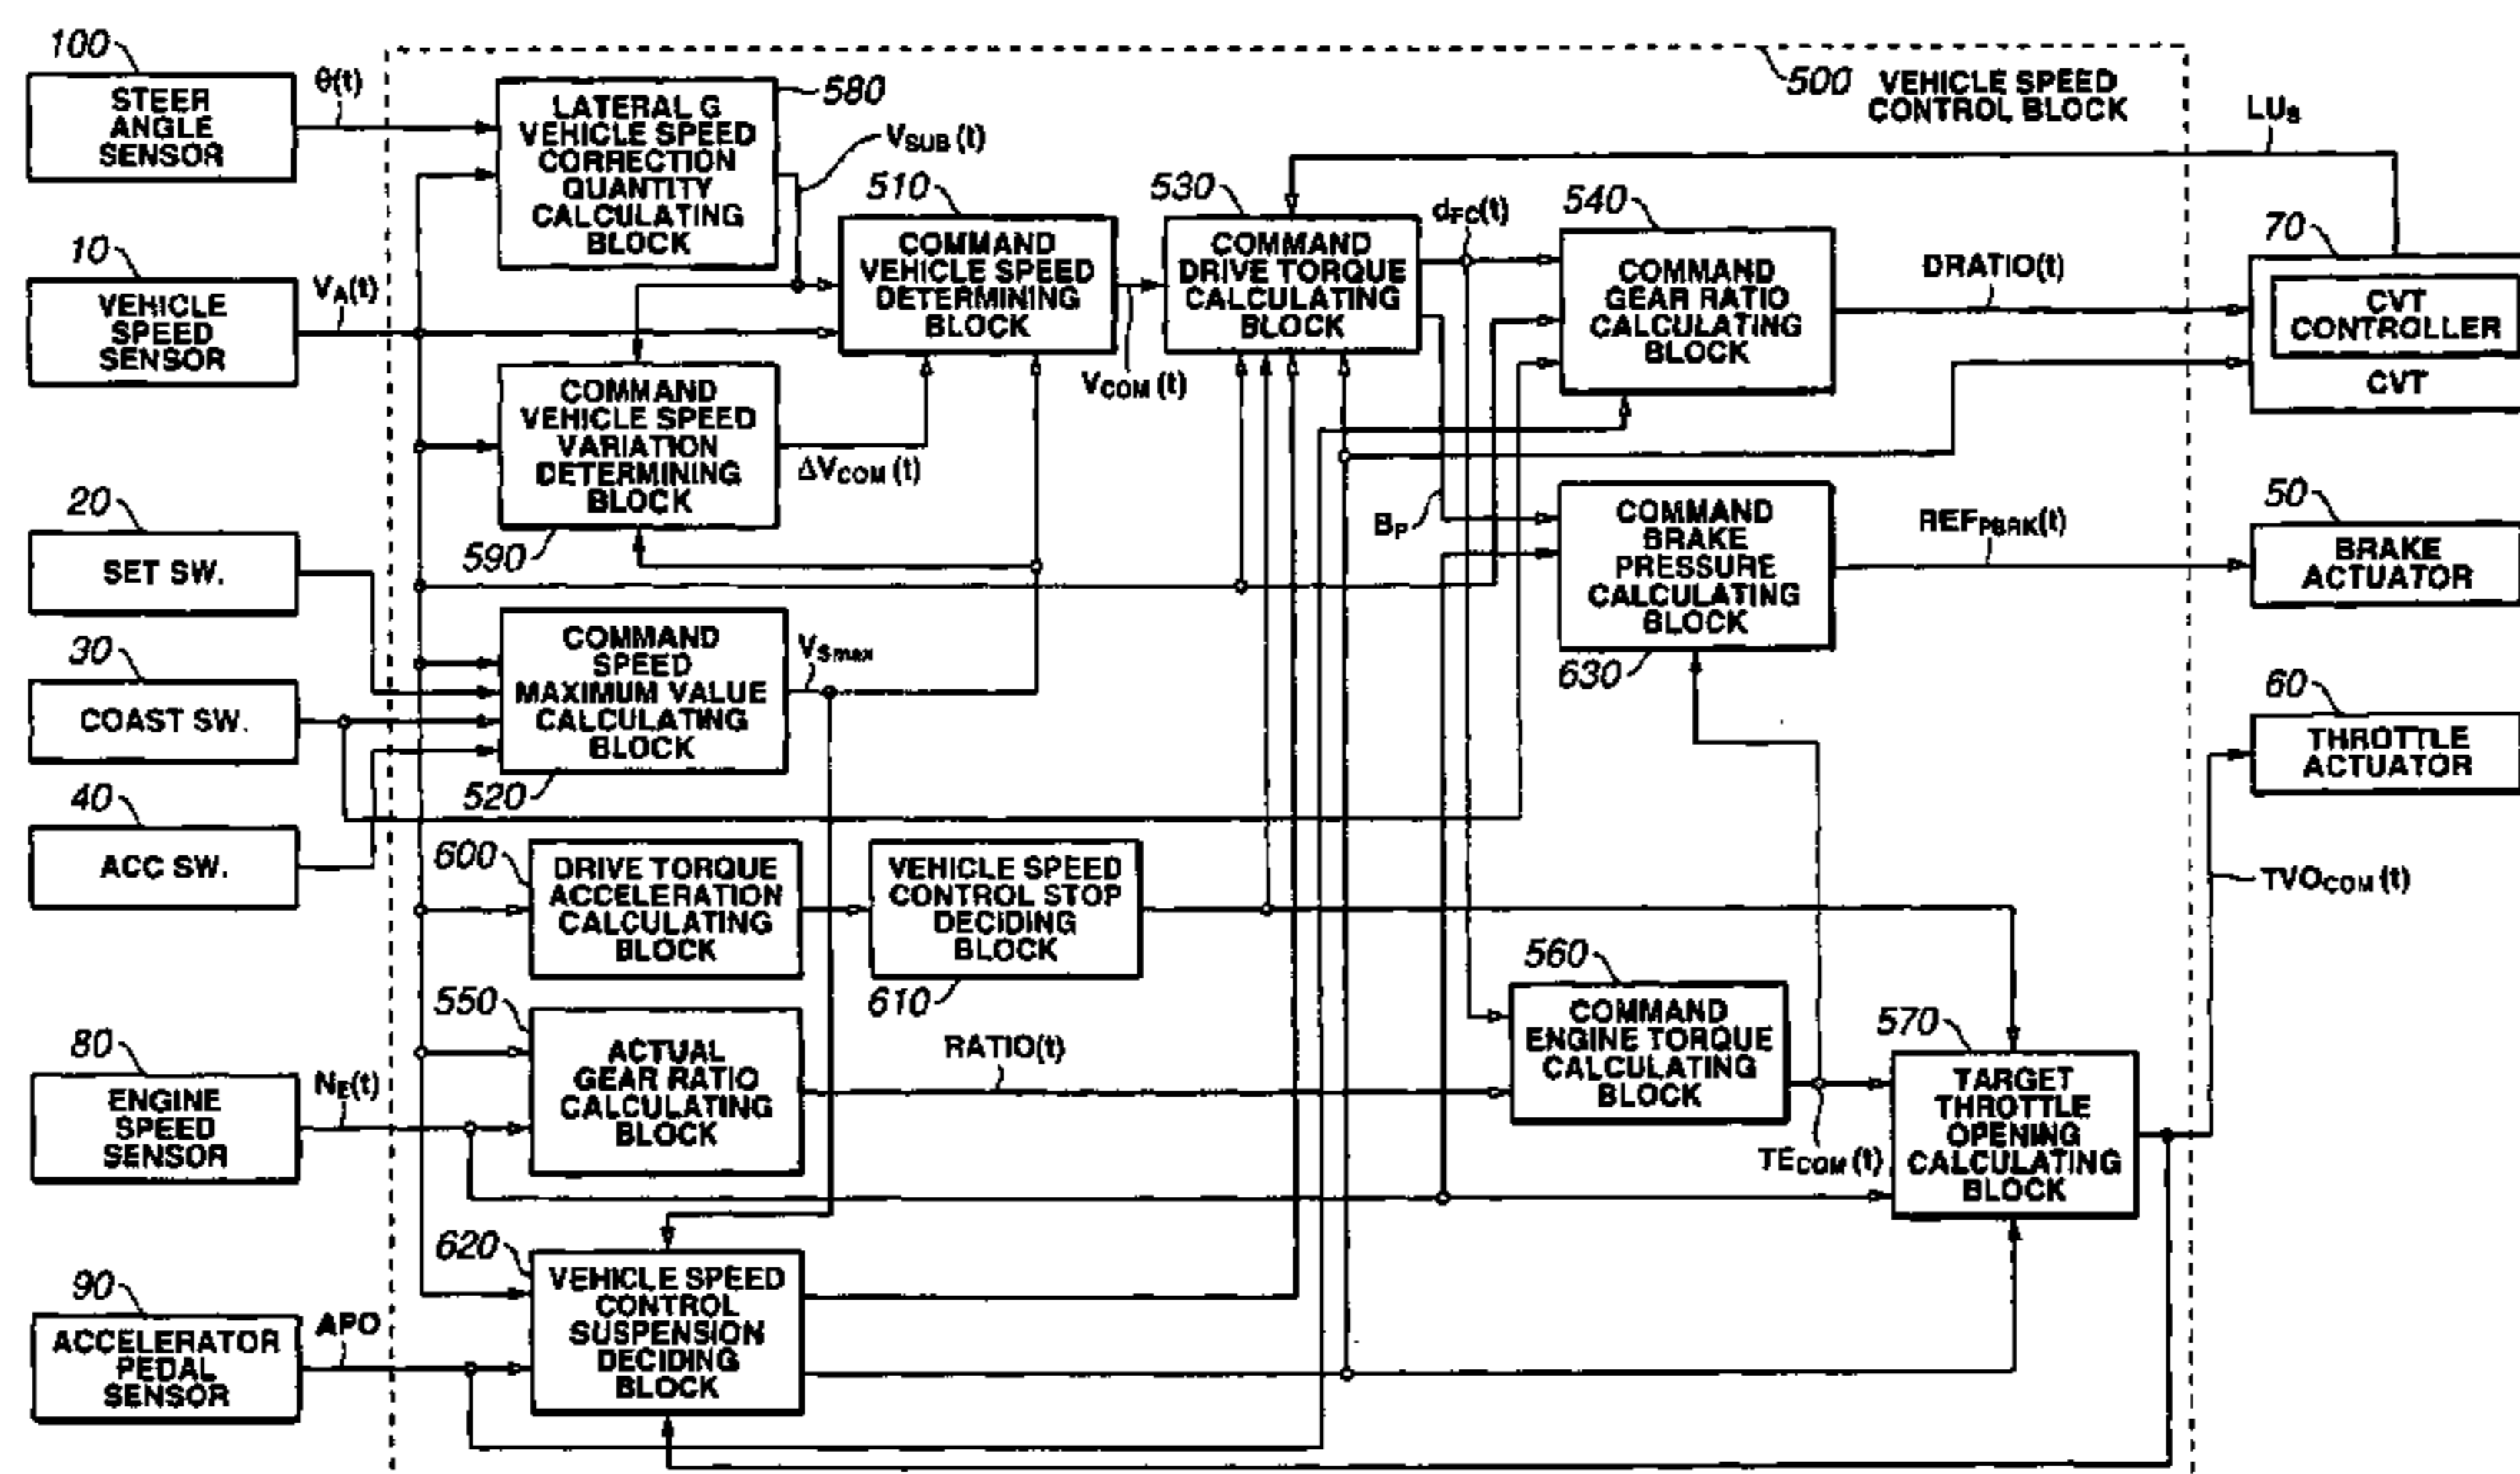 100
STEER
ANGLE
SENSOR
θ(t)
580
LATERAL G
VEHICLE SPEED
CORRECTION
QUANTITY
CALCULATING
BLOCK
VSUB (t)
500 VEHICLE SPEED
CONTROL BLOCK
LUs
10
VEHICLE
SPEED
SENSOR
VA(t)
510
COMMAND
VEHICLE SPEED
DETERMINING
BLOCK
VCOM (t)
530
COMMAND
DRIVE TORQUE
CALCULATING
BLOCK
dFC(t)
540
COMMAND
GEAR RATIO
CALCULATING
BLOCK
DRATIO(t)
70
CVT
CONTROLLER
CVT
COMMAND
VEHICLE SPEED
VARIATION
DETERMINING
BLOCK
590
ΔVCOM (t)
20
SET SW.
BP
COMMAND
BRAKE
PRESSURE
CALCULATING
BLOCK
630
REFPBRK(t)
50
BRAKE
ACTUATOR
30
COAST SW.
COMMAND
SPEED
MAXIMUM VALUE
CALCULATING
BLOCK
520
VSmax
60
THROTTLE
ACTUATOR
40
ACC SW.
600
DRIVE TORQUE
ACCELERATION
CALCULATING
BLOCK
VEHICLE SPEED
CONTROL STOP
DECIDING
BLOCK
610
TVOCOM (t)
80
ENGINE
SPEED
SENSOR
NE(t)
550
ACTUAL
GEAR RATIO
CALCULATING
BLOCK
RATIO(t)
560
COMMAND
ENGINE TORQUE
CALCULATING
BLOCK
TECOM (t)
570
TARGET
THROTTLE
OPENING
CALCULATING
BLOCK
90
ACCELERATOR
PEDAL
SENSOR
APO
620
VEHICLE SPEED
CONTROL
SUSPENSION
DECIDING
BLOCK